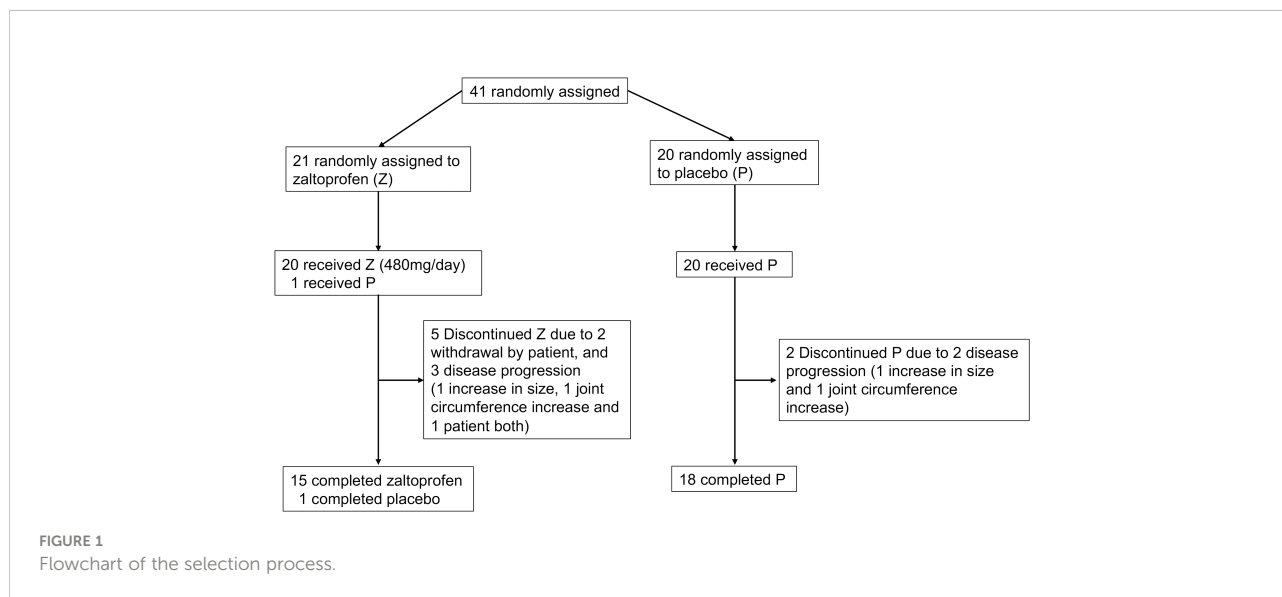 41 randomly assigned
21 randomly assigned to
zaltoprofen (Z)
20 randomly assigned
to placebo (P)
20 received Z (480mg/day)
1 received P
20 received P
5 Discontinued Z due to 2
withdrawal by patient, and
3 disease progression
(1 increase in size, 1 joint
circumference increase and
1 patient both)
2 Discontinued P due to 2 disease
progression (1 increase in size
and 1 joint circumference
increase)
15 completed zaltoprofen
1 completed placebo
18 completed P
FIGURE 1
Flowchart of the selection process.